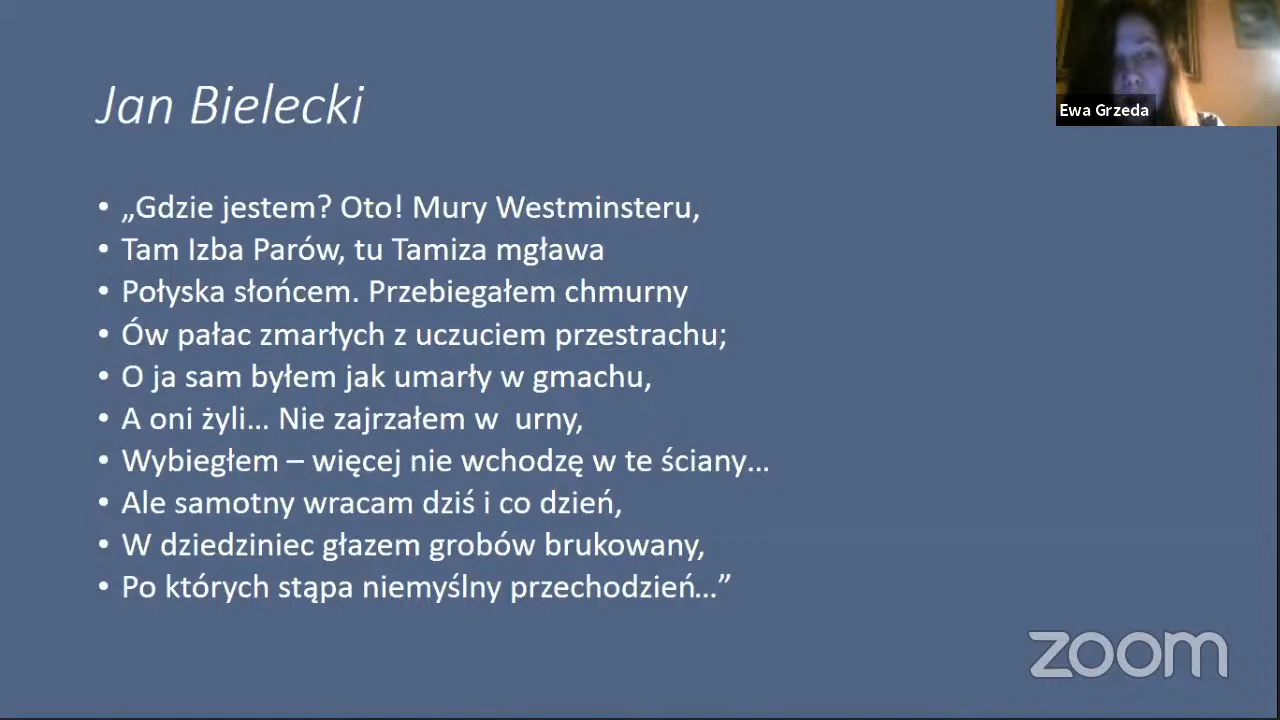 Jan Bielecki
Ewa Grzeda
• „Gdzie jestem? Oto! Mury Westminsteru,
• Tam Izba Parów, tu Tamiza mgława
• Połyska słońcem. Przebiegałem chmurny
• Ów pałac zmarłych z uczuciem przestrachu;
• O ja sam byłem jak umarły w gmachu,
• A oni żyli… Nie zajrzałem w  urny,
• Wybiegłem – więcej nie wchodzę w te ściany…
• Ale samotny wracam dziś i co dzień,
• W dziedziniec głazem grobów brukowany,
• Po których stąpa niemyślny przechodzień…”
zoom